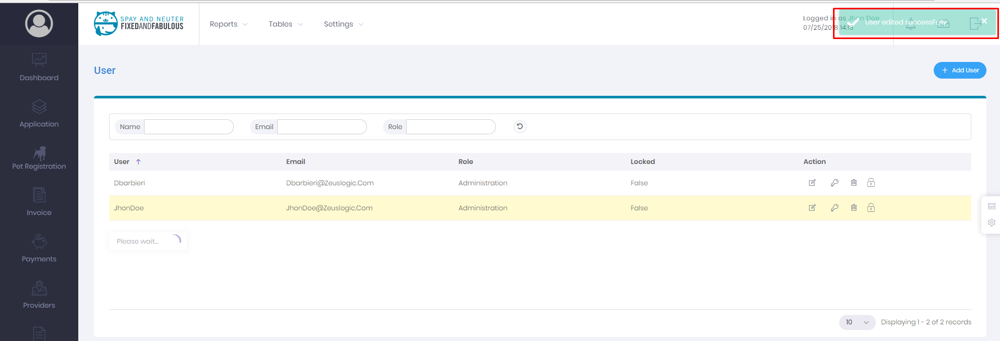 SPAY AND NEUTER
FIXEDANDFABULOUS
Reports
Tables
Settings
Logged in as Jhon Doe
07/25/2018 14:13
User edited successFully
Dashboard
Application
Pet Registration
Invoice
Payments
Providers
User
+ Add User
Name
Email
Role
User Email Role Locked Action
Dbarbieri Dbarbieri@Zeuslogic.Com Administration False
JhonDoe JhonDoe@Zeuslogic.Com Administration False
Please wait...
10
Displaying 1 - 2 of 2 records